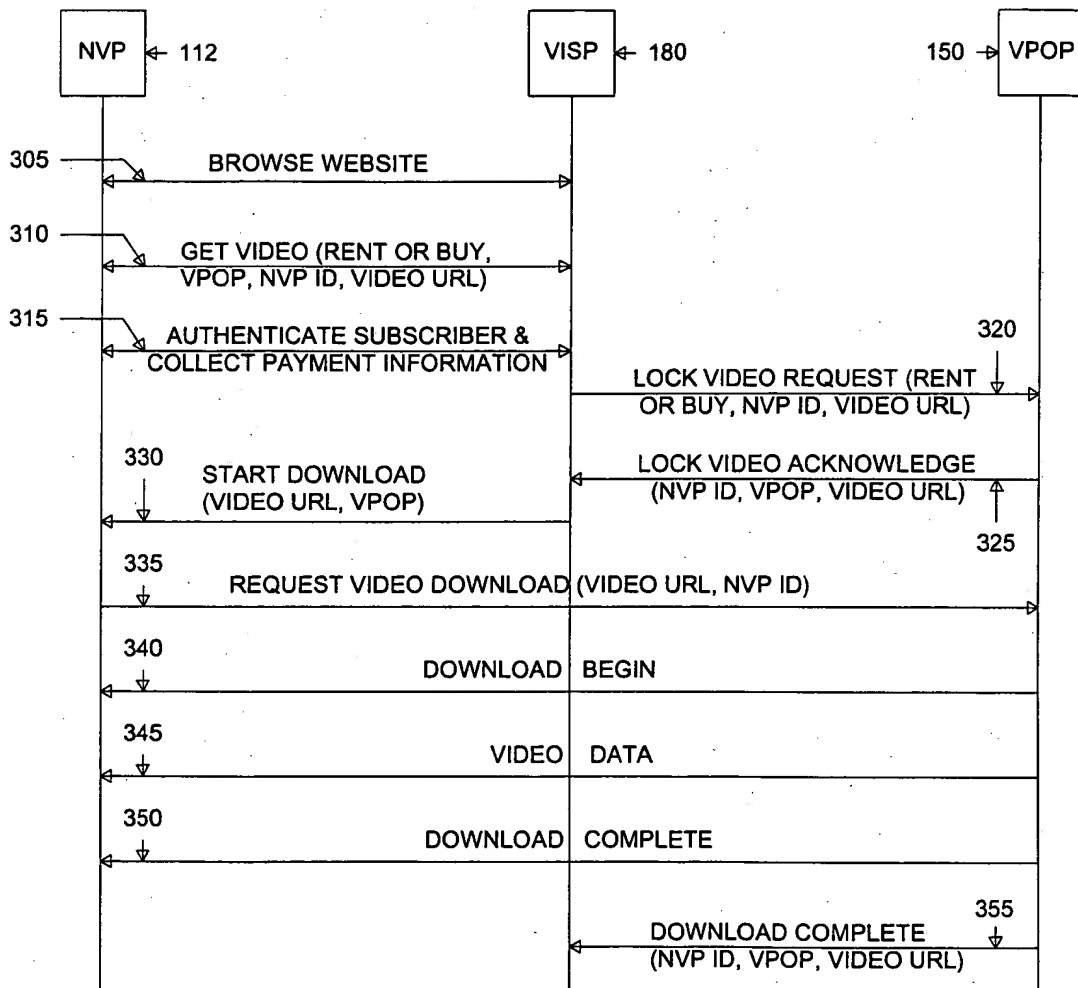 NVP
112
VISP
180
150
VPOP
305
BROWSE WEBSITE
310
GET VIDEO (RENT OR BUY,
VPOP, NVP ID, VIDEO URL)
315
AUTHENTICATE SUBSCRIBER &
COLLECT PAYMENT INFORMATION
320
LOCK VIDEO REQUEST (RENT
OR BUY, NVP ID, VIDEO URL)
330
START DOWNLOAD
(VIDEO URL, VPOP)
LOCK VIDEO ACKNOWLEDGE
(NVP ID, VPOP, VIDEO URL)
325
335
REQUEST VIDEO DOWNLOAD (VIDEO URL, NVP ID)
340
DOWNLOAD BEGIN
345
VIDEO DATA
350
DOWNLOAD COMPLETE
355
DOWNLOAD COMPLETE
(NVP ID, VPOP, VIDEO URL)